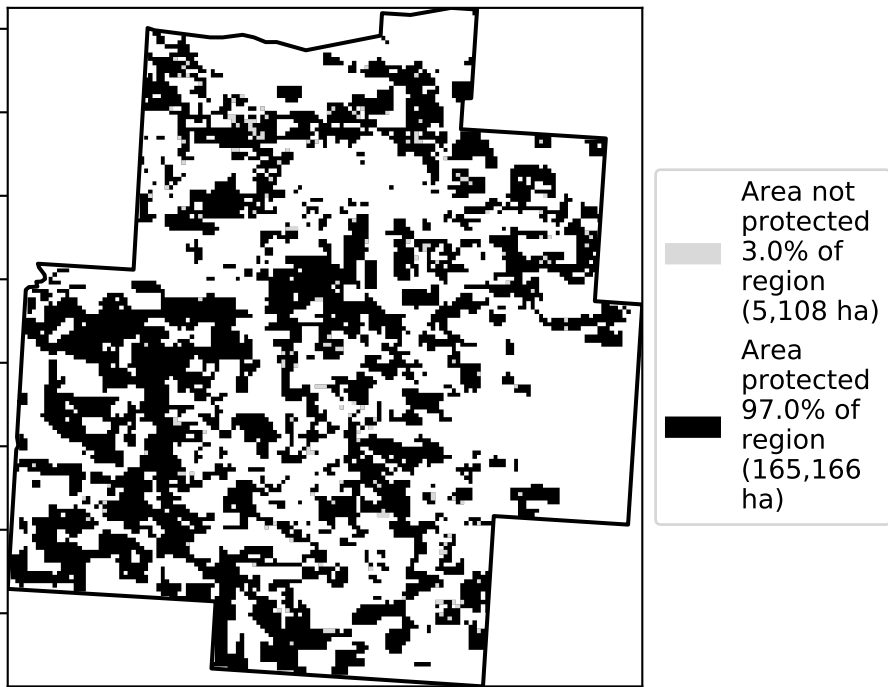 Area not
protected
3.0% of
region
(5,108 ha)
Area
protected
97.0% of
region
(165,166
ha)